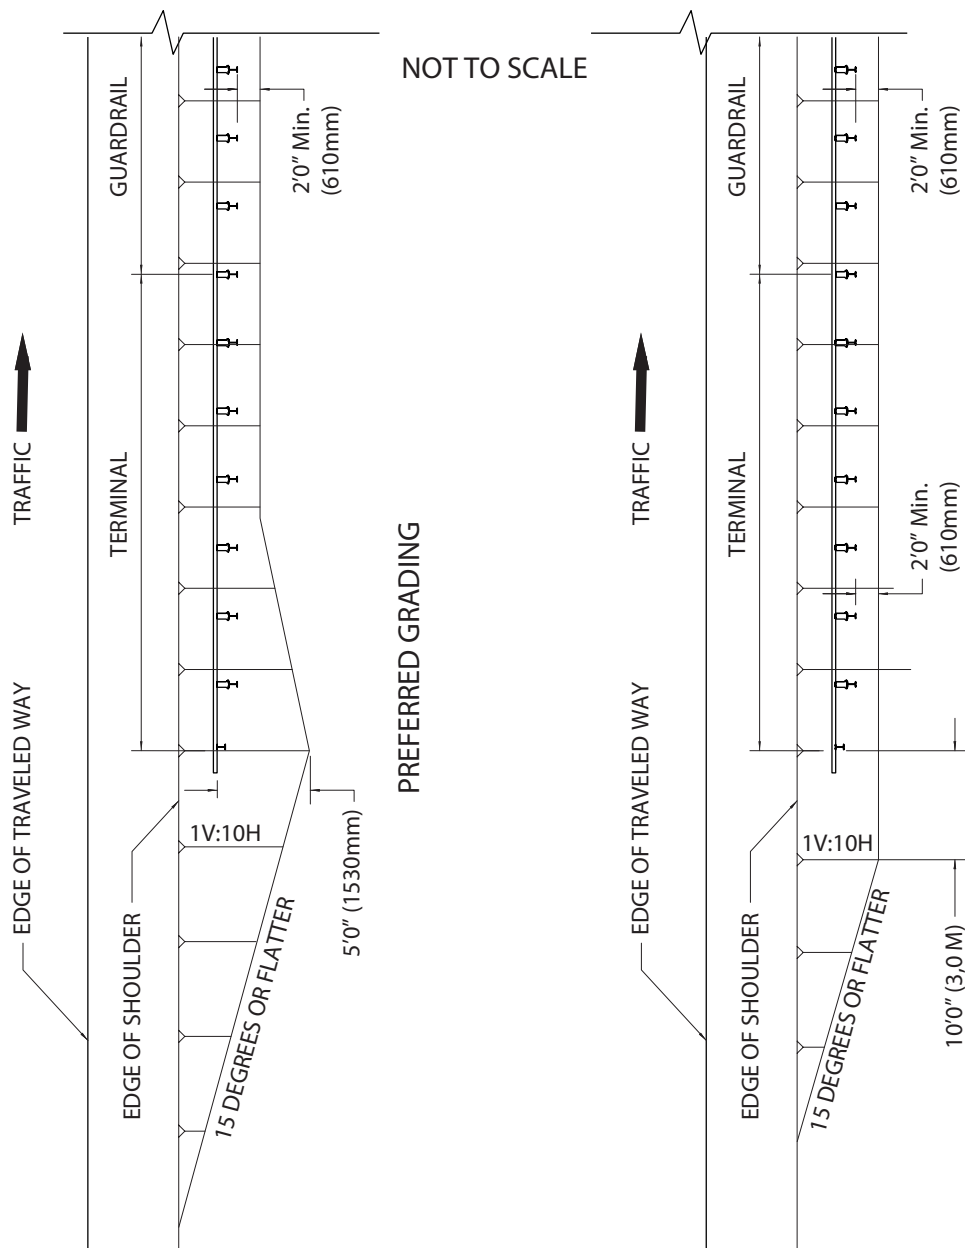 NOT TO SCALE
GUARDRAIL
2'0" Min.
(610mm)
TERMINAL
TRAFFIC
PREFERRED GRADING
EDGE OF TRAVELED WAY
EDGE OF SHOULDER
1V:10H
5'0" (1530mm)
15 DEGREES OR FLATTER
GUARDRAIL
2'0" Min.
(610mm)
TERMINAL
TRAFFIC
2'0" Min.
(610mm)
EDGE OF TRAVELED WAY
EDGE OF SHOULDER
1V:10H
10'0" (3,0 M)
15 DEGREES OR FLATTER